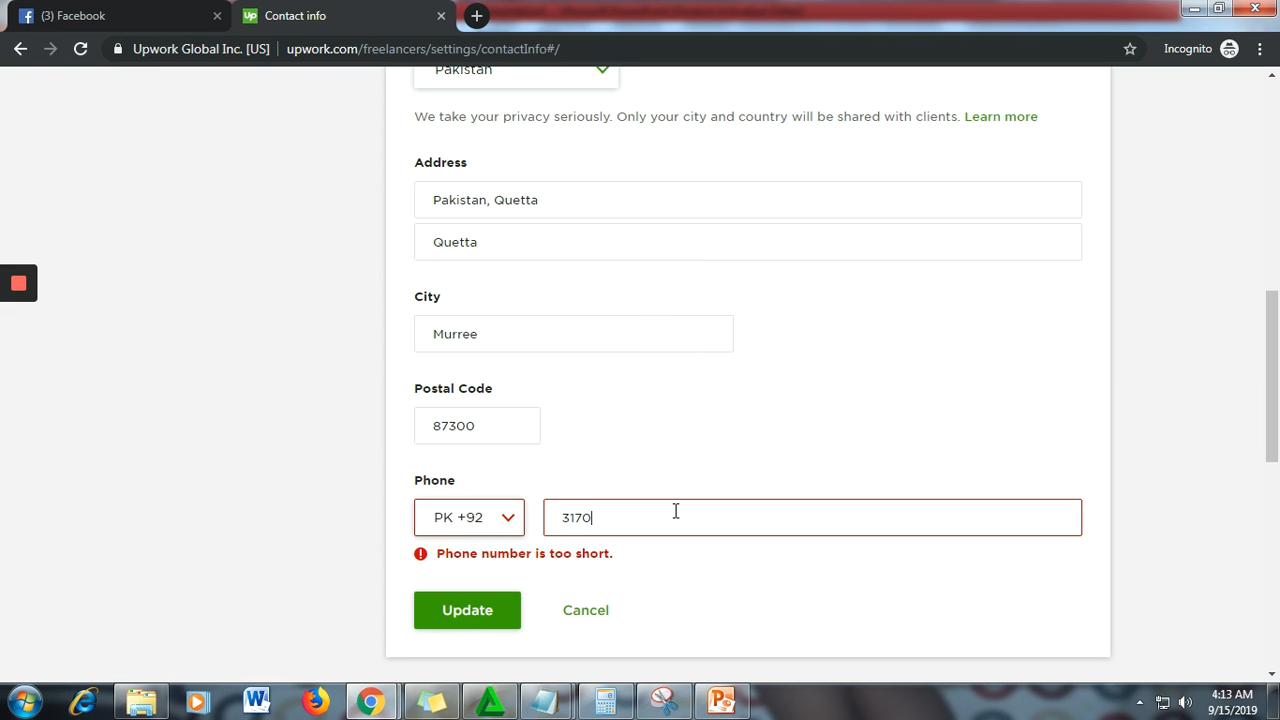 (3) Facebook
Up Contact info
Upwork Global Inc. [US] upwork.com/freelancers/settings/contactInfo#/
Incognito
Pakistan
We take your privacy seriously. Only your city and country will be shared with clients. Learn more
Address
Pakistan, Quetta
Quetta
City
Murree
Postal Code
87300
Phone
PK +92
3170
Phone number is too short.
Update
Cancel
4:13 AM
9/15/2019